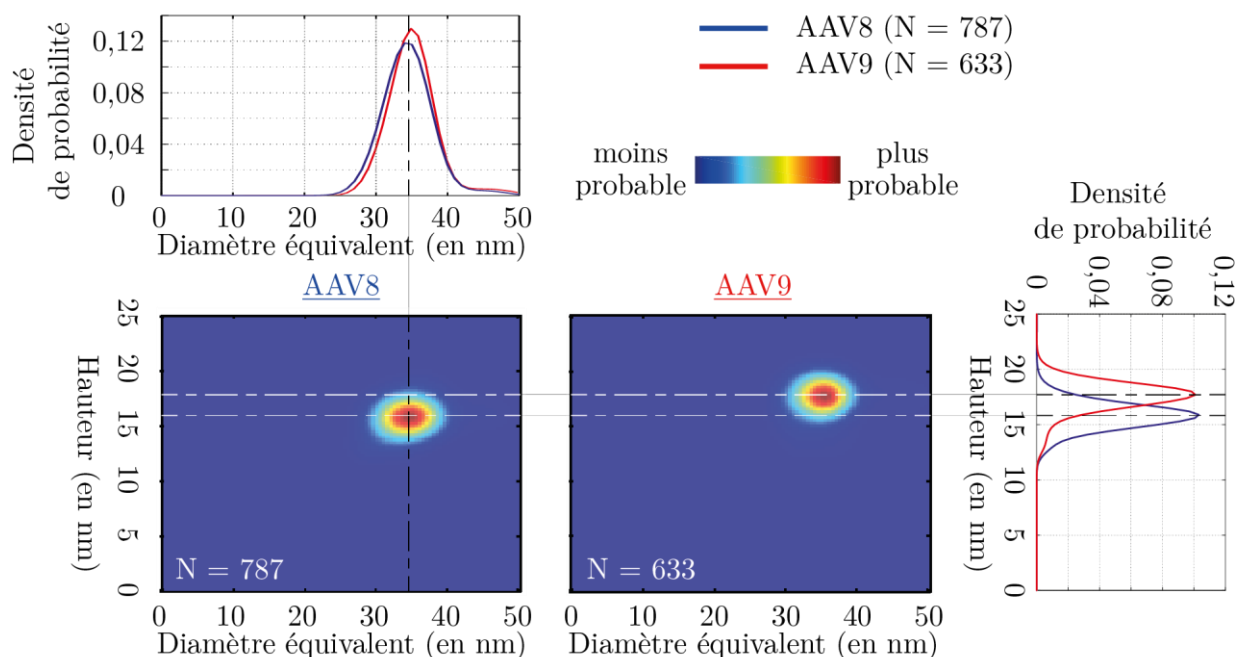 Densité
de probabilité
0,12
0,08
0,04
0
0 10 20 30 40 50
Diamètre équivalent (en nm)
AAV8 (N = 787)
AAV9 (N = 633)
moins
probable
plus
probable
Densité
de probabilité
0 0,04 0,08 0,12
AAV8
Hauteur (en nm)
25
20
15
10
5
0
N = 787
0 10 20 30 40 50
Diamètre équivalent (en nm)
AAV9
N = 633
0 10 20 30 40 50
Diamètre équivalent (en nm)
Hauteur (en nm)
25
20
15
10
5
0